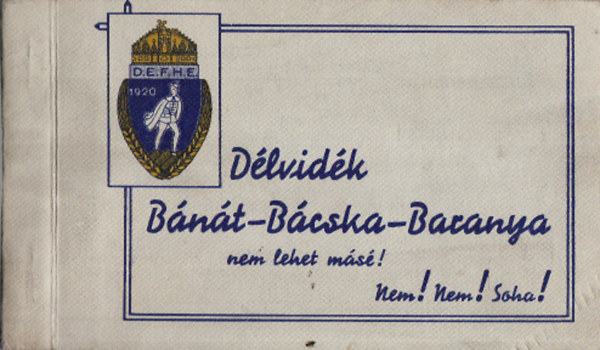 D.E.F.H.E.
1920
Délvidék
Bánát-Bácska-Baranya
nem lehet másé!
Nem! Nem! Soha!